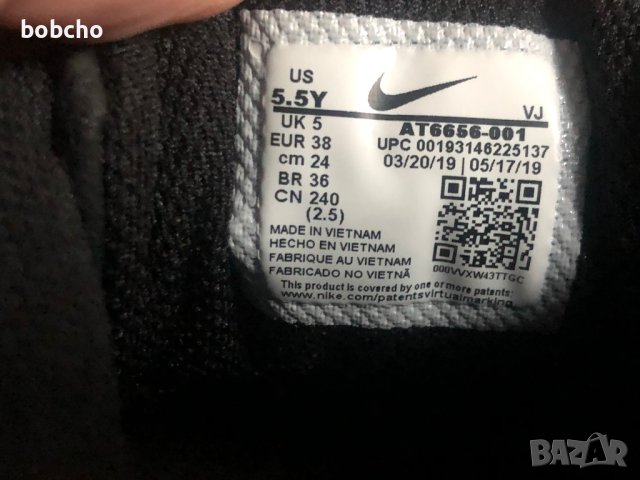 bobcho
US
5.5Y
UK 5
EUR 38
cm 24
BR 36
CN 240
(2.5)
VJ
AT6656-001
UPC 00193146225137
03/20/19 | 05/17/19
MADE IN VIETNAM
HECHO EN VIETNAM
FABRIQUE AU VIETNAM
FABRICADO NO VIETNÃ
000VVXW43TTGC
This product is covered by one or more patents:
www.nike.com/patentsvirtualmarking
BAZAR